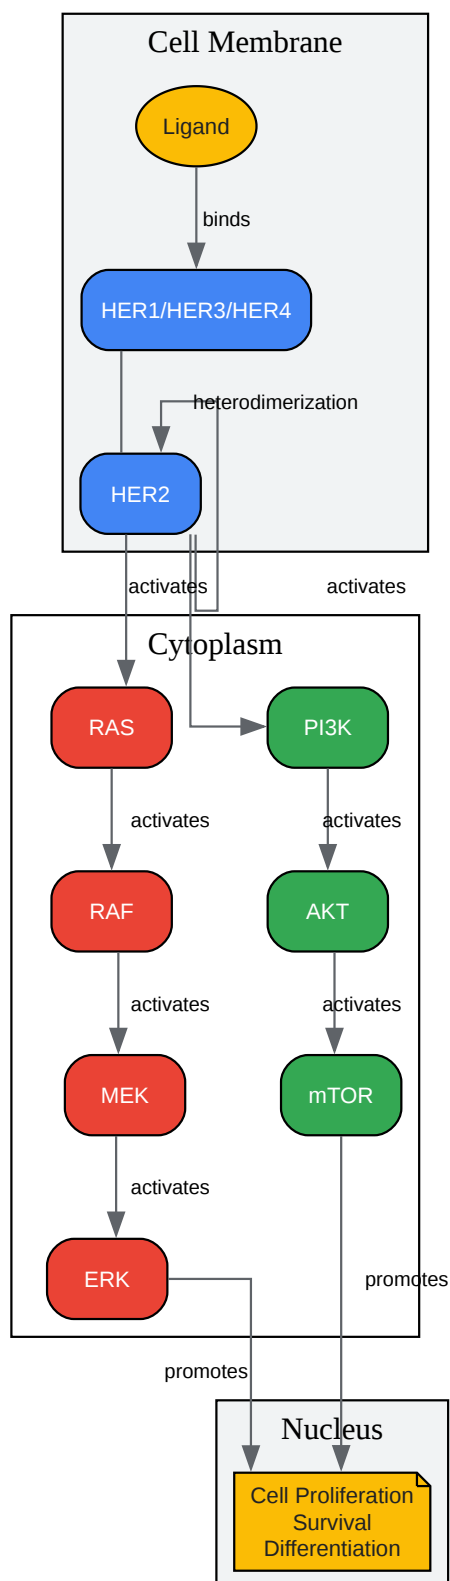 Cell Membrane
Ligand
binds
HER1/HER3/HER4
heterodimerization
HER2
activates
activates
Cytoplasm
RAS
PI3K
activates
activates
RAF
AKT
activates
activates
MEK
mTOR
activates
ERK
promotes
promotes
Nucleus
Cell Proliferation
Survival
Differentiation